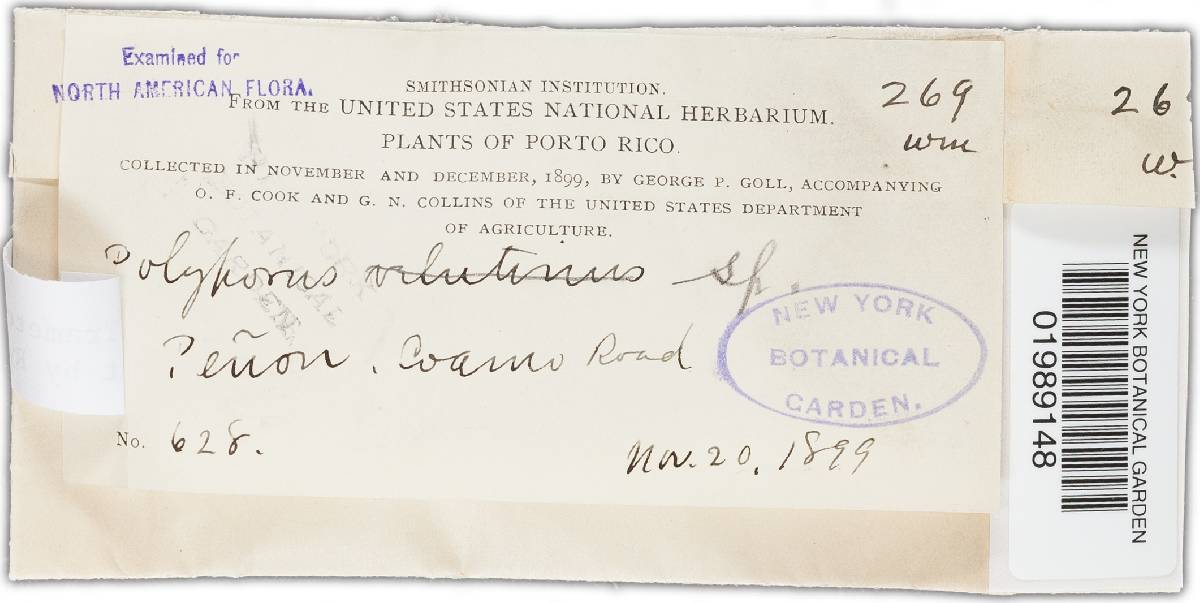 Examined for
NORTH AMERICAN FLORA.
SMITHSONIAN INSTITUTION.
FROM THE UNITED STATES NATIONAL HERBARIUM.
269
wm
26
W.
PLANTS OF PORTO RICO.
COLLECTED IN NOVEMBER AND DECEMBER, 1899, BY GEORGE P. GOLL, ACCOMPANYING
O. F. COOK AND G. N. COLLINS OF THE UNITED STATES DEPARTMENT
OF AGRICULTURE.
Polyporus velutinus sp.
Peñon. Coamo Road
NEW YORK
BOTANICAL
GARDEN.
No. 628.
Nov. 20, 1899
NEW YORK BOTANICAL GARDEN
01989148